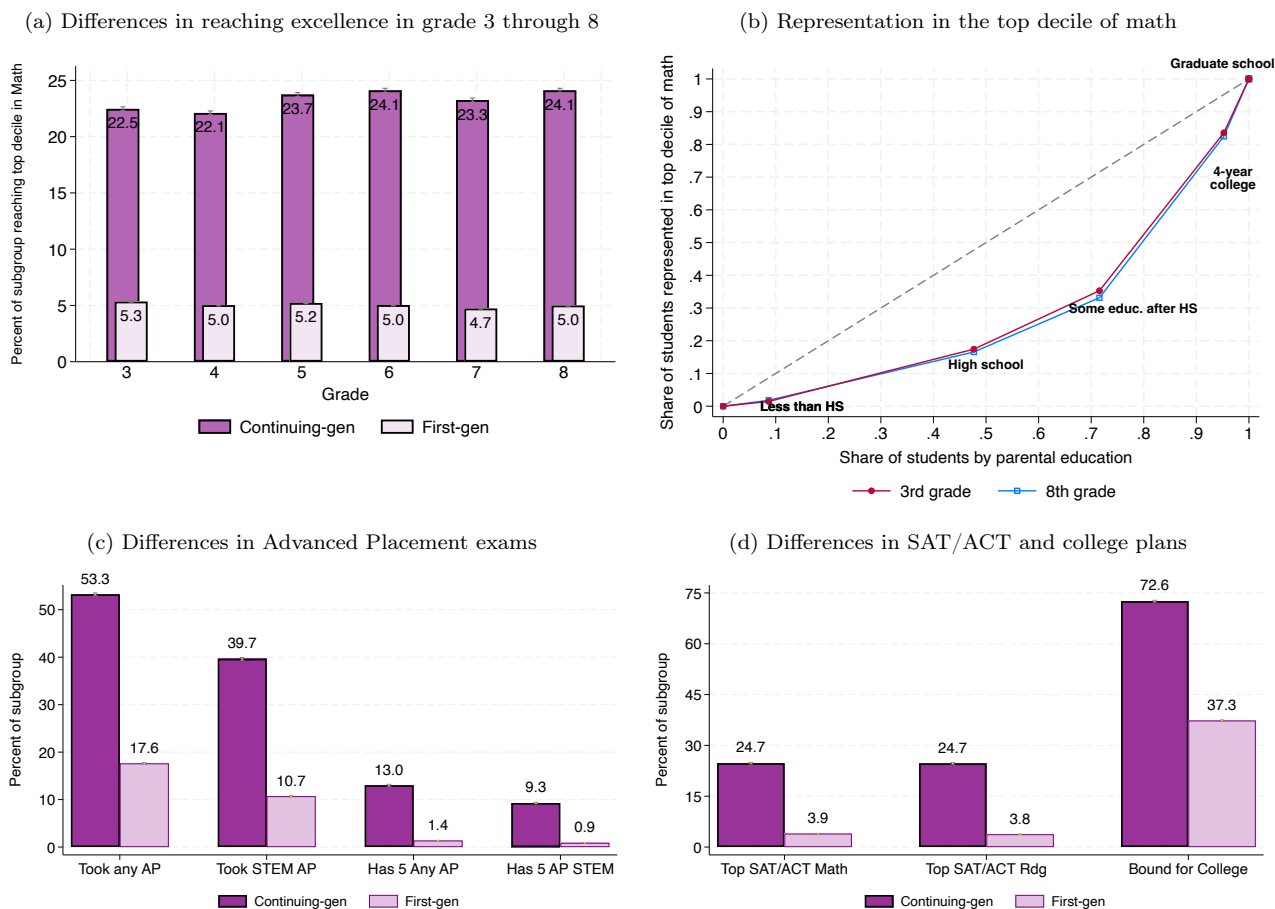 (a) Differences in reaching excellence in grade 3 through 8
Percent of subgroup reaching top decile in Math
25
20
15
10
5
0
22.5
22.1
23.7
24.1
23.3
24.1
5.3
5.0
5.2
5.0
4.7
5.0
3 4 5 6 7 8
Grade
Continuing-gen First-gen
(b) Representation in the top decile of math
Share of students represented in top decile of math
1
.9
.8
.7
.6
.5
.4
.3
.2
.1
0
Graduate school
4-year
college
Some educ. after HS
High school
Less than HS
0 .1 .2 .3 .4 .5 .6 .7 .8 .9 1
Share of students by parental education
3rd grade 8th grade
(c) Differences in Advanced Placement exams
Percent of subgroup
50
40
30
20
10
0
53.3
17.6
39.7
10.7
13.0
1.4
9.3
0.9
Took any AP Took STEM AP Has 5 Any AP Has 5 AP STEM
Continuing-gen First-gen
(d) Differences in SAT/ACT and college plans
Percent of subgroup
75
60
45
30
15
0
24.7
3.9
24.7
3.8
72.6
37.3
Top SAT/ACT Math Top SAT/ACT Rdg Bound for College
Continuing-gen First-gen